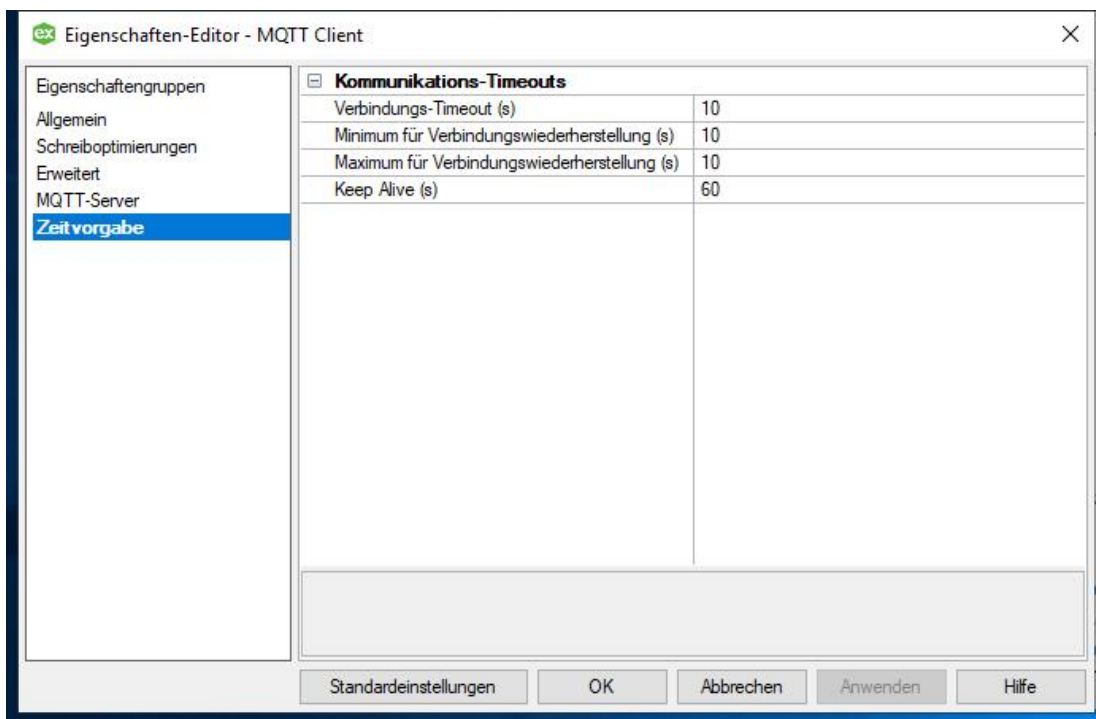 ex Eigenschaften-Editor - MQTT Client
Eigenschaftengruppen
Allgemein
Schreiboptimierungen
Erweitert
MQTT-Server
Zeitvorgabe
Kommunikations-Timeouts
Verbindungs-Timeout (s) 10
Minimum für Verbindungswiederherstellung (s) 10
Maximum für Verbindungswiederherstellung (s) 10
Keep Alive (s) 60
Standardeinstellungen OK Abbrechen Anwenden Hilfe